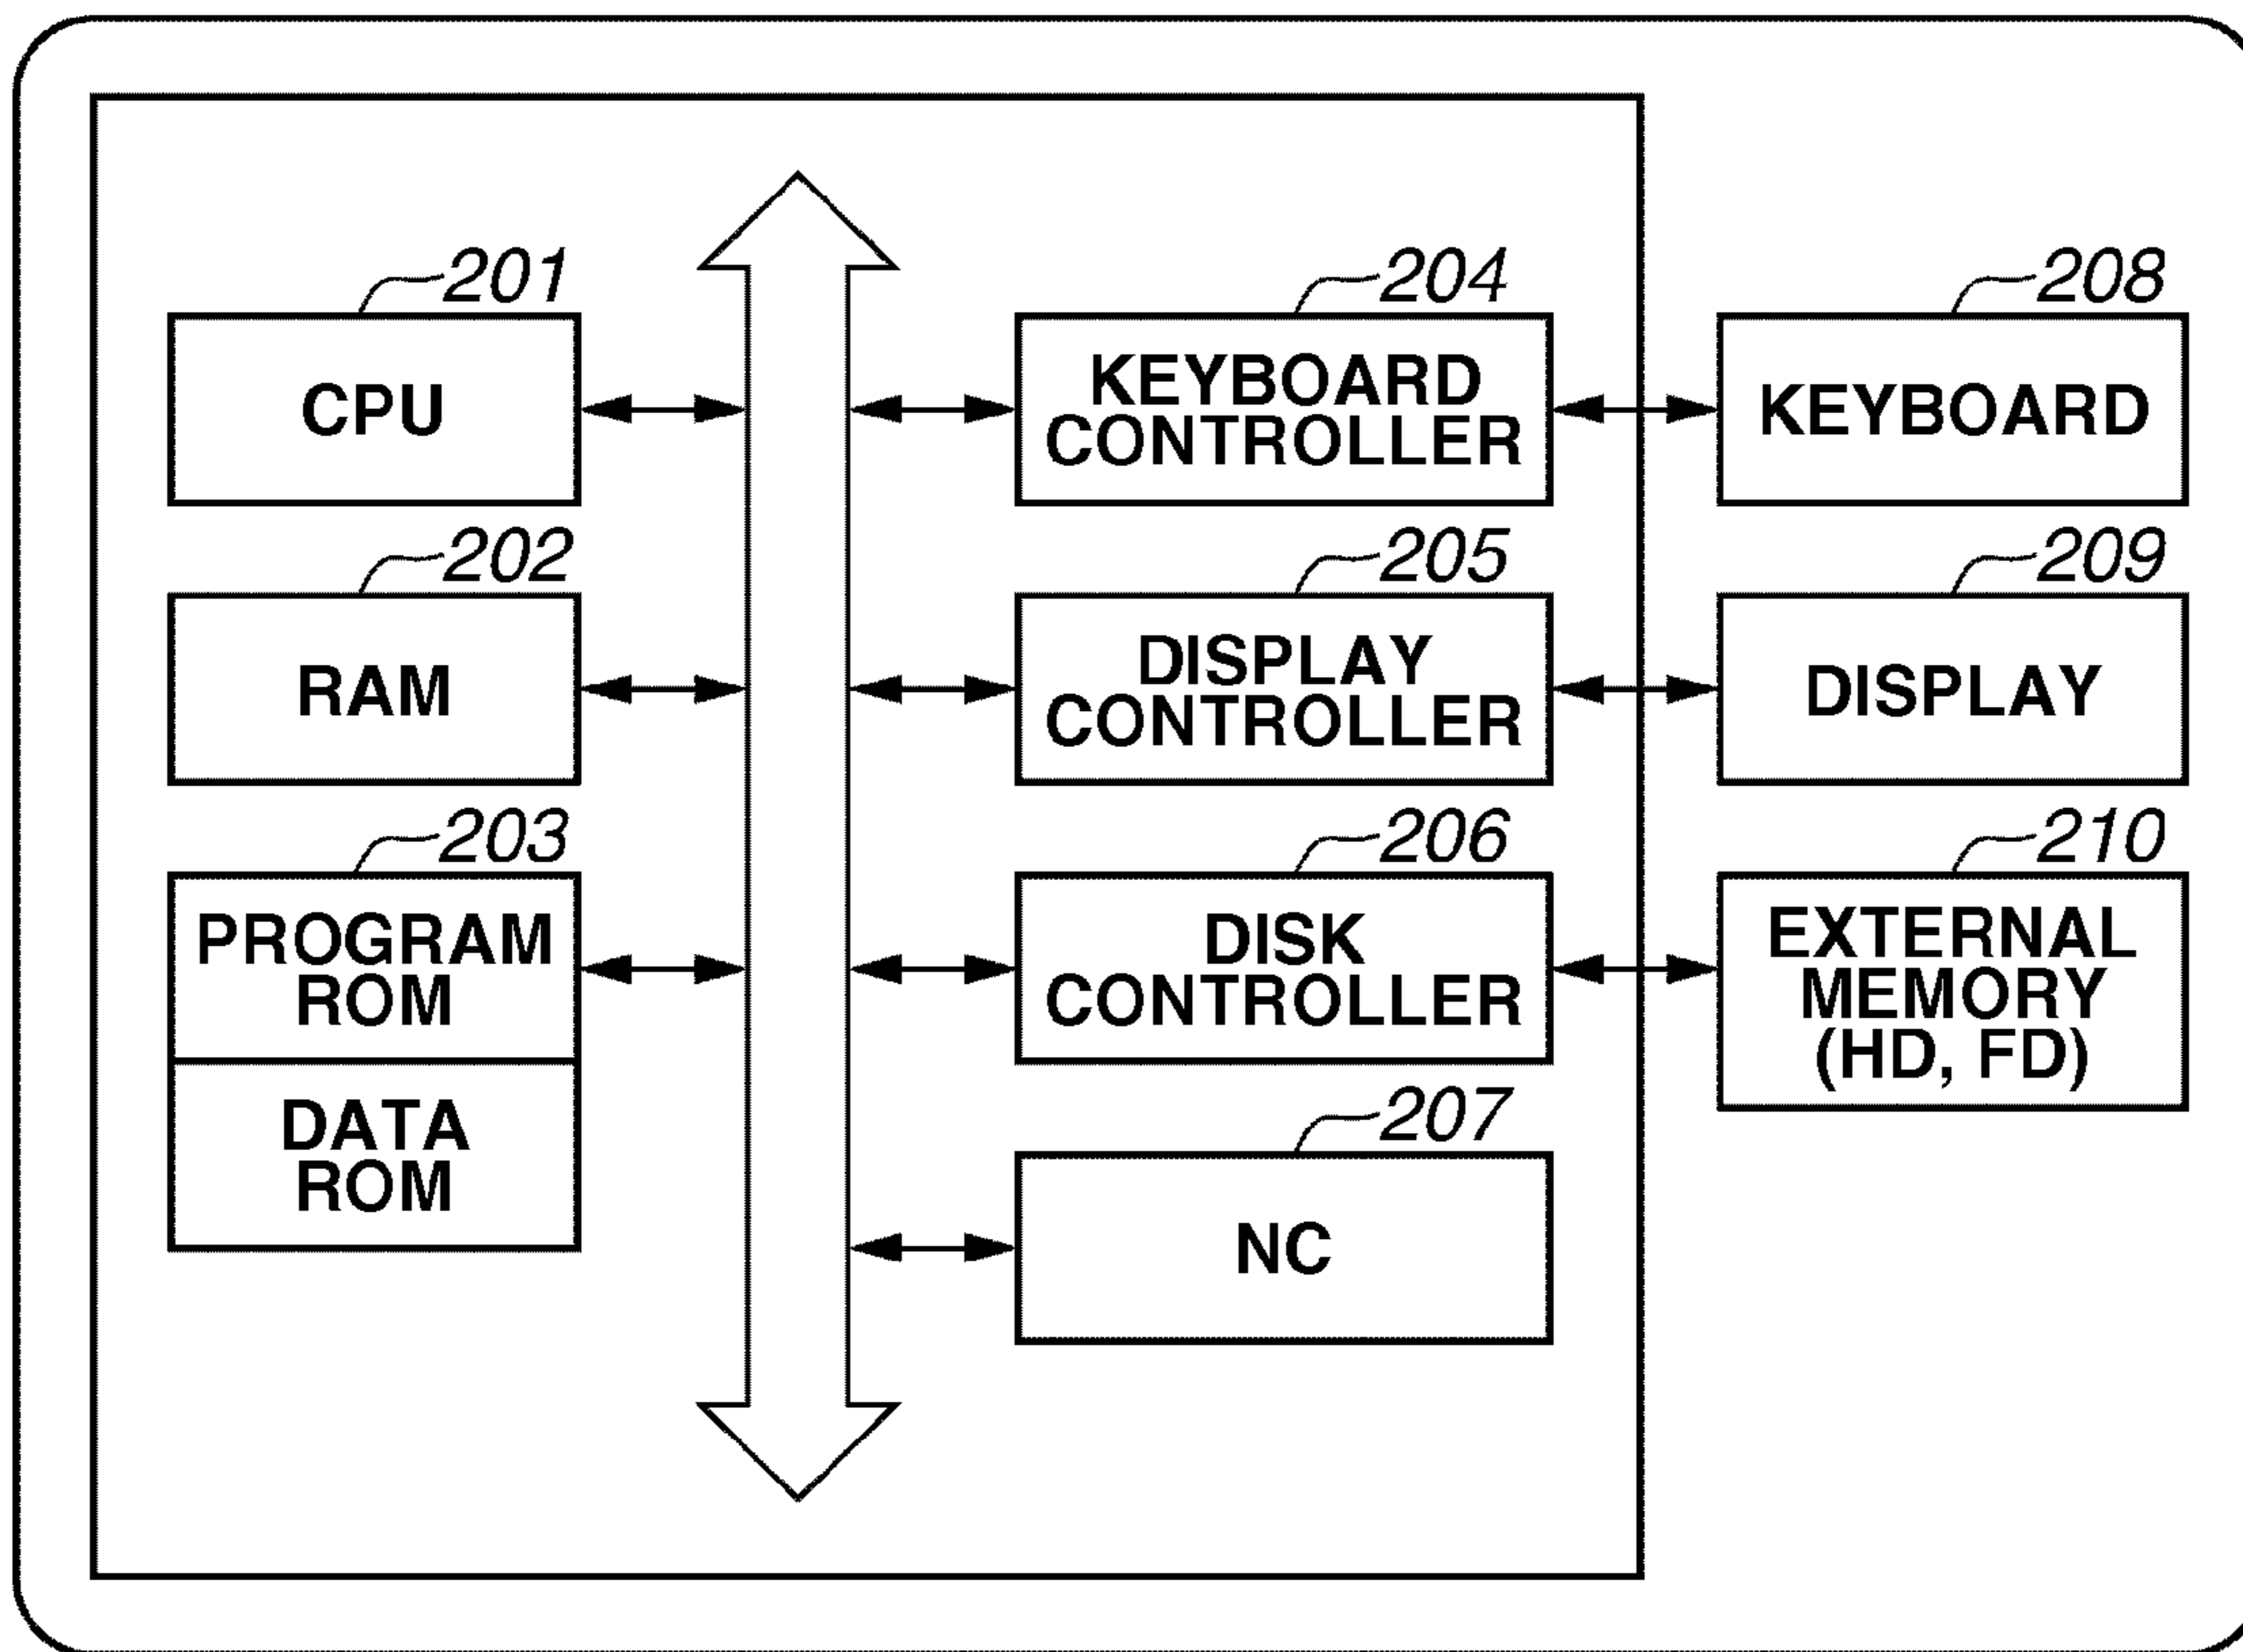 201
CPU
202
RAM
203
PROGRAM
ROM
DATA
ROM
204
KEYBOARD
CONTROLLER
205
DISPLAY
CONTROLLER
206
DISK
CONTROLLER
207
NC
208
KEYBOARD
209
DISPLAY
210
EXTERNAL
MEMORY
(HD, FD)